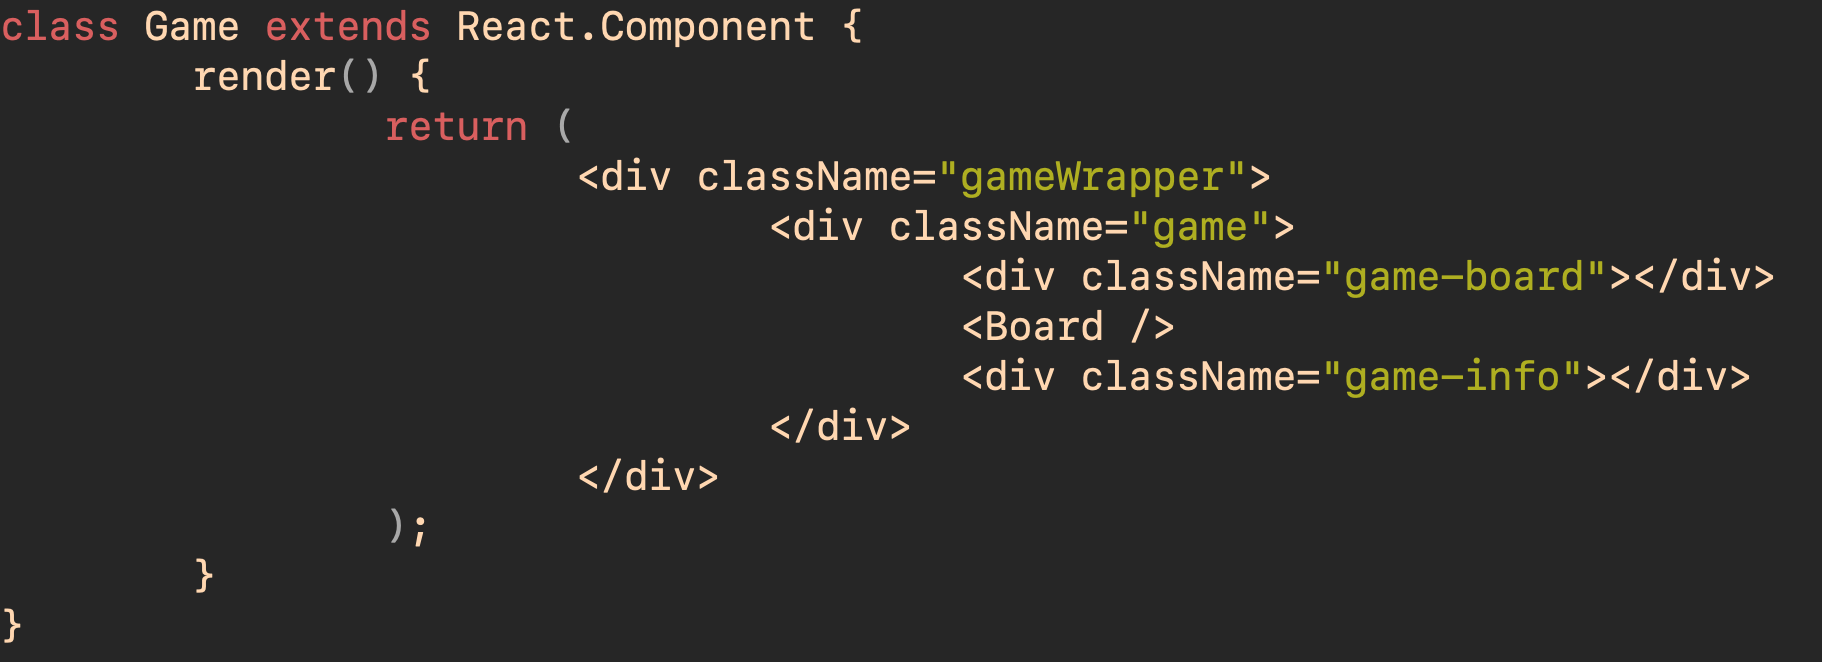 class Game extends React.Component {
render() {
return (
<div className="gameWrapper">
<div className="game">
<div className="game-board"></div>
<Board />
<div className="game-info"></div>
</div>
</div>
);
}
}